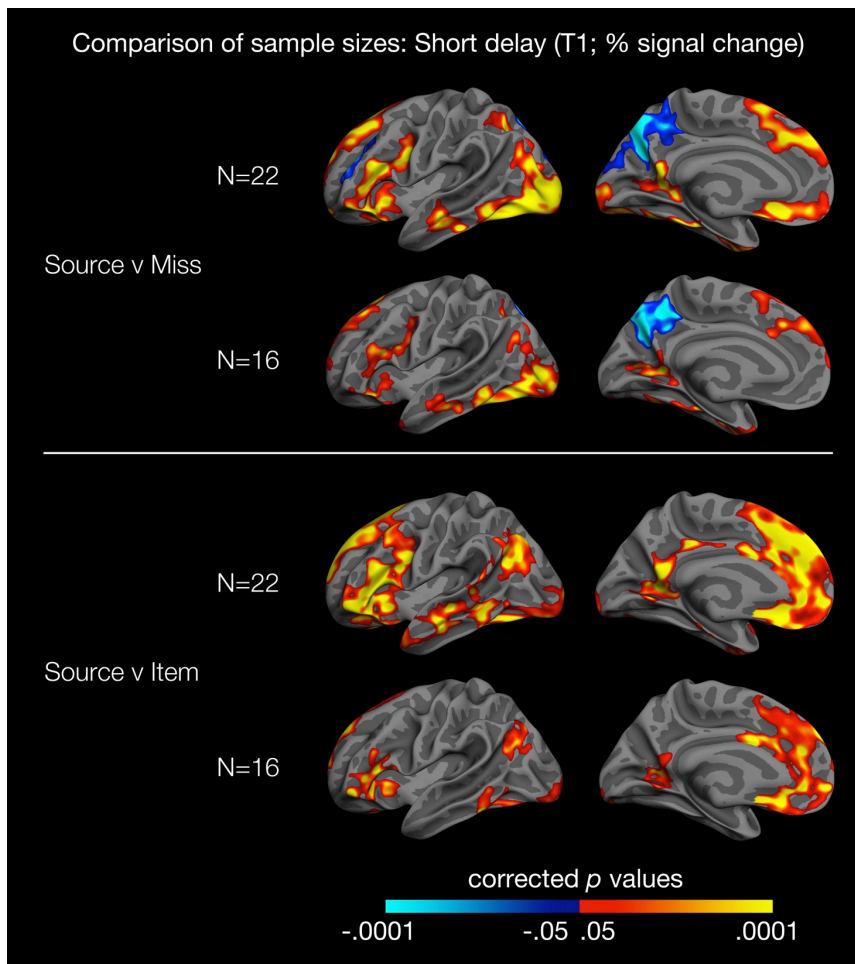 Comparison of sample sizes: Short delay (T1; % signal change)
N=22
Source v Miss
N=16
N=22
Source v Item
N=16
corrected p values
-.0001 -.05 .05 .0001